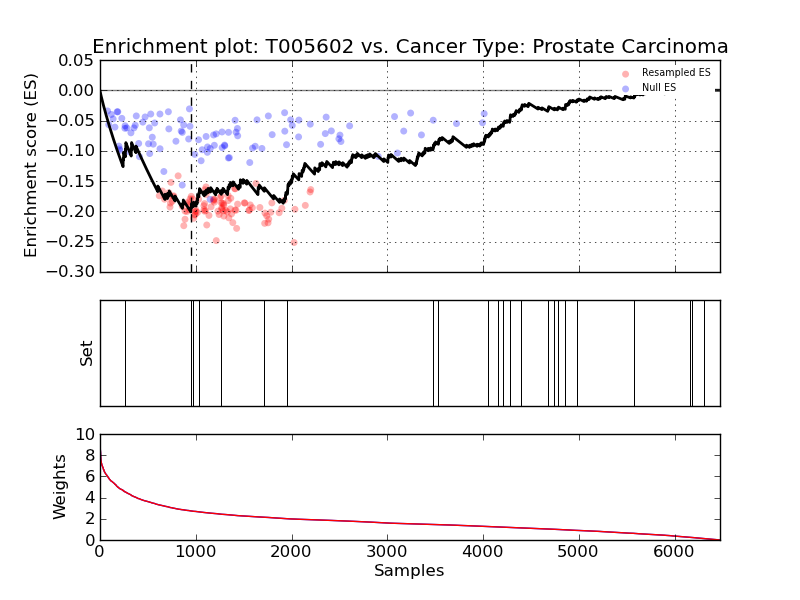 Enrichment plot: T005602 vs. Cancer Type: Prostate Carcinoma
Enrichment score (ES)
0.05
0.00
−0.05
−0.10
−0.15
−0.20
−0.25
−0.30
Resampled ES
Null ES
Set
Weights
10
8
6
4
2
0
0 1000 2000 3000 4000 5000 6000
Samples